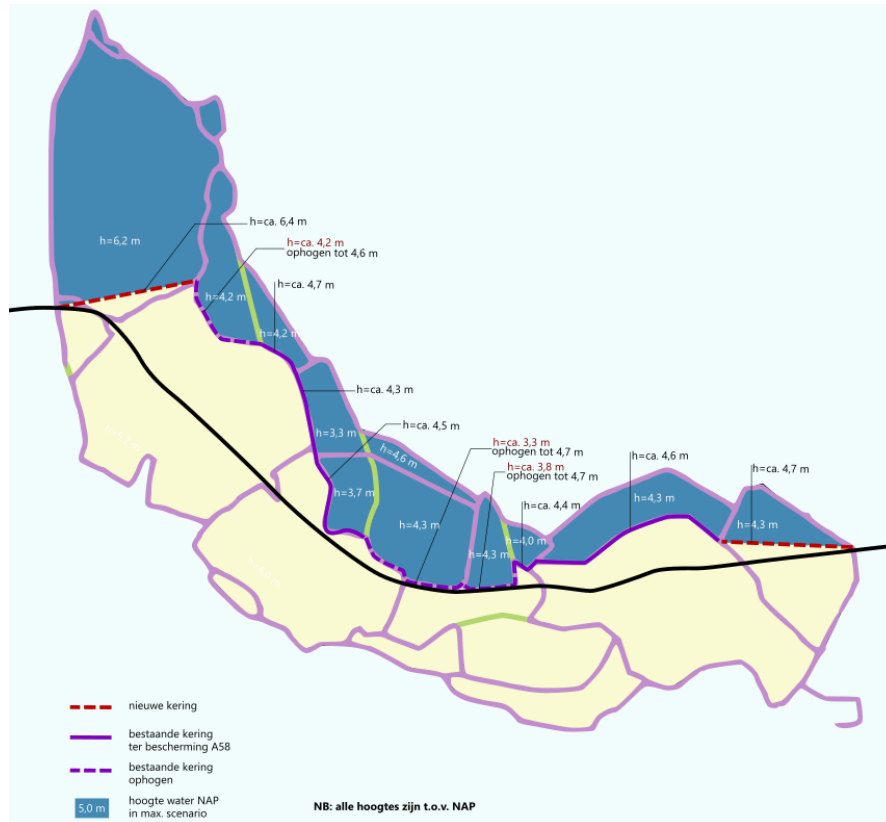 h=6,2 m
h=ca. 6,4 m
h=ca. 4,2 m
ophogen tot 4,6 m
h=ca. 4,7 m
h=4,2 m
h=4,2 m
h=ca. 4,3 m
h=ca. 4,5 m
h=3,3 m
h=4,6 m
h=ca. 3,3 m
ophogen tot 4,7 m
h=ca. 3,8 m
ophogen tot 4,7 m
h=ca. 4,6 m
h=ca. 4,7 m
h=3,7 m
h=ca. 4,4 m
h=4,3 m
h=4,3 m
h=4,0 m
h=4,3 m
h=4,3 m
nieuwe kering
bestaande kering
ter bescherming A58
bestaande kering
ophogen
5,0 m
hoogte water NAP
in max. scenario
NB: alle hoogtes zijn t.o.v. NAP